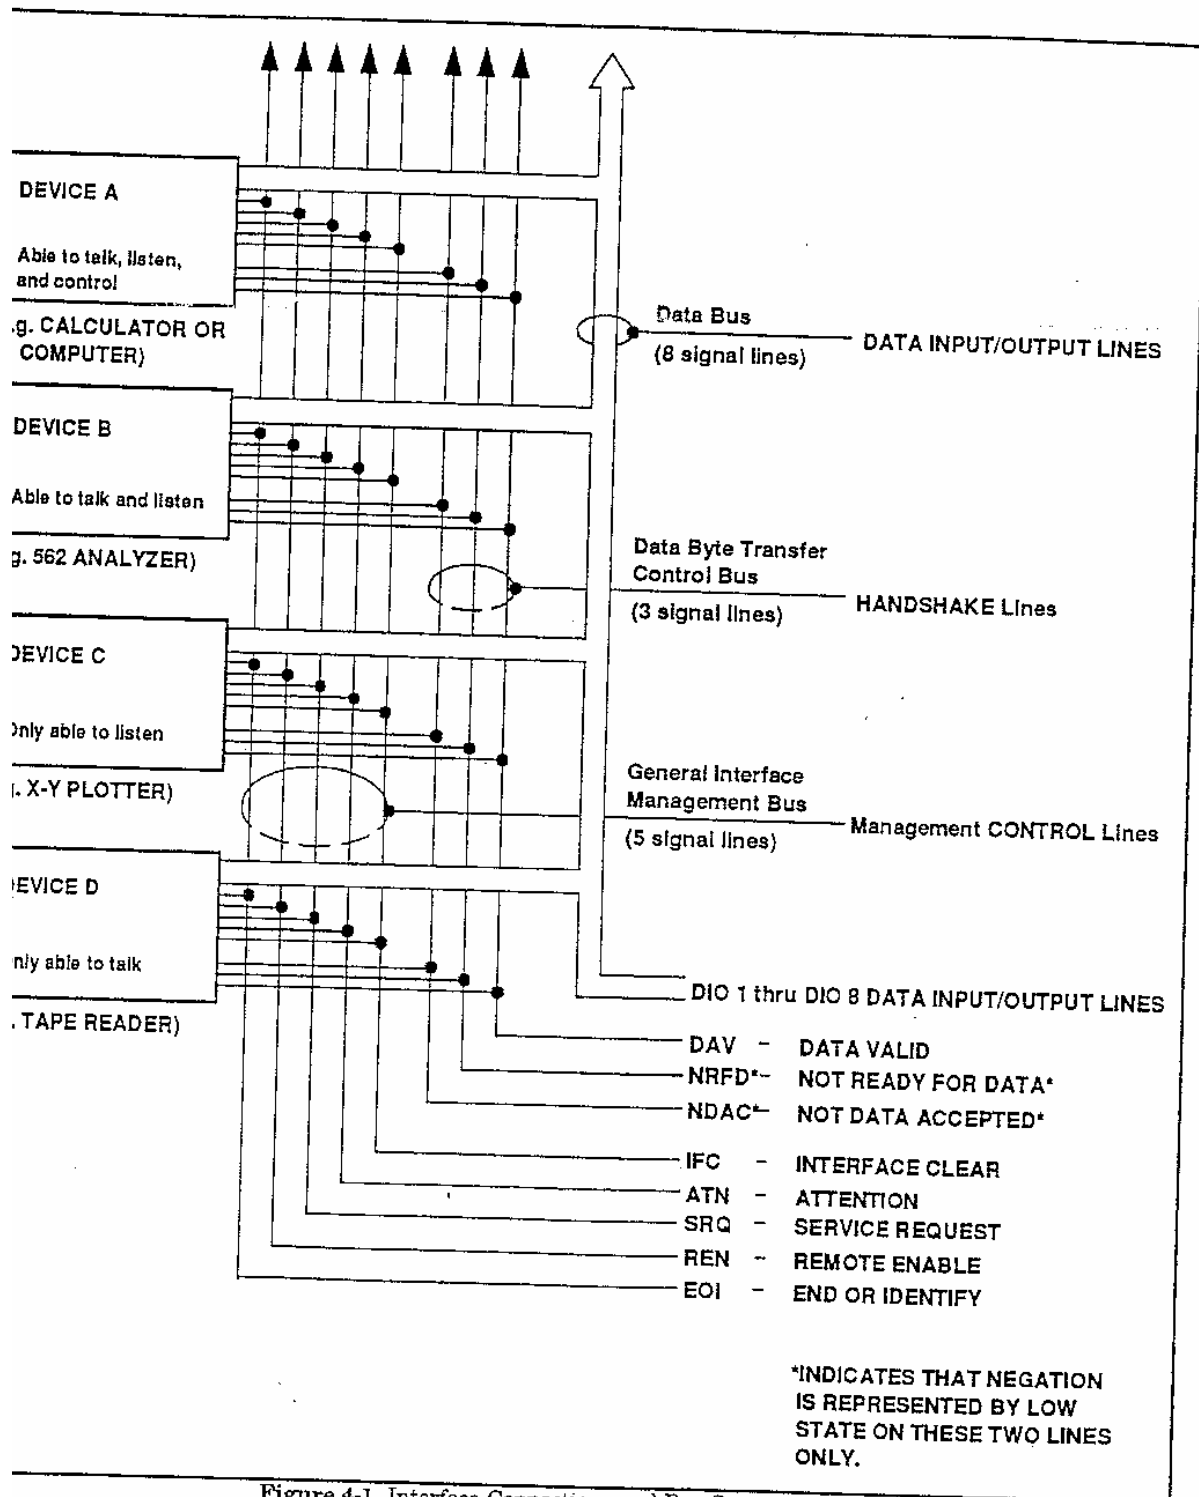 DEVICE A
Able to talk, listen,
and control
.g. CALCULATOR OR
COMPUTER)
Data Bus
(8 signal lines)
DATA INPUT/OUTPUT LINES
DEVICE B
Able to talk and listen
g. 562 ANALYZER)
Data Byte Transfer
Control Bus
(3 signal lines)
HANDSHAKE Lines
DEVICE C
Only able to listen
. X-Y PLOTTER)
General Interface
Management Bus
(5 signal lines)
Management CONTROL Lines
EVICE D
nly able to talk
. TAPE READER)
DIO 1 thru DIO 8 DATA INPUT/OUTPUT LINES
DAV - DATA VALID
NRFD*- NOT READY FOR DATA*
NDAC*- NOT DATA ACCEPTED*
IFC - INTERFACE CLEAR
ATN - ATTENTION
SRQ - SERVICE REQUEST
REN - REMOTE ENABLE
EOI - END OR IDENTIFY
*INDICATES THAT NEGATION
IS REPRESENTED BY LOW
STATE ON THESE TWO LINES
ONLY.
Figure 4-1. Interface